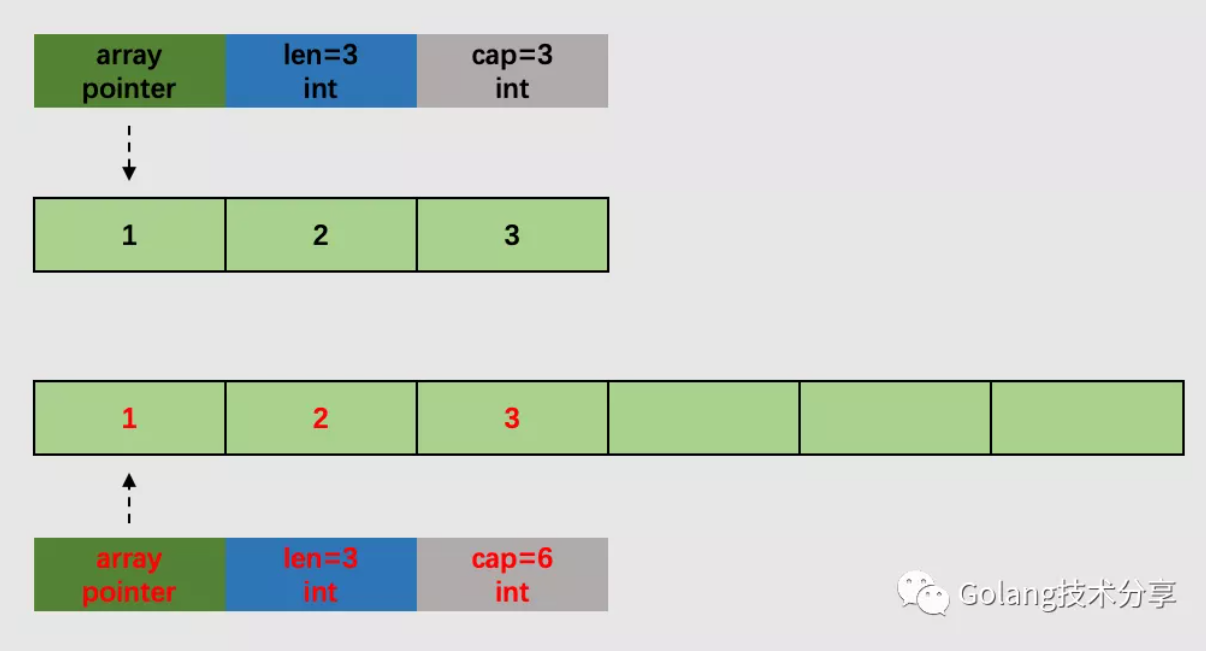 array len=3 cap=3
pointer int int
1 2 3
1 2 3
array len=3 cap=6
pointer int int
Golang技术分享